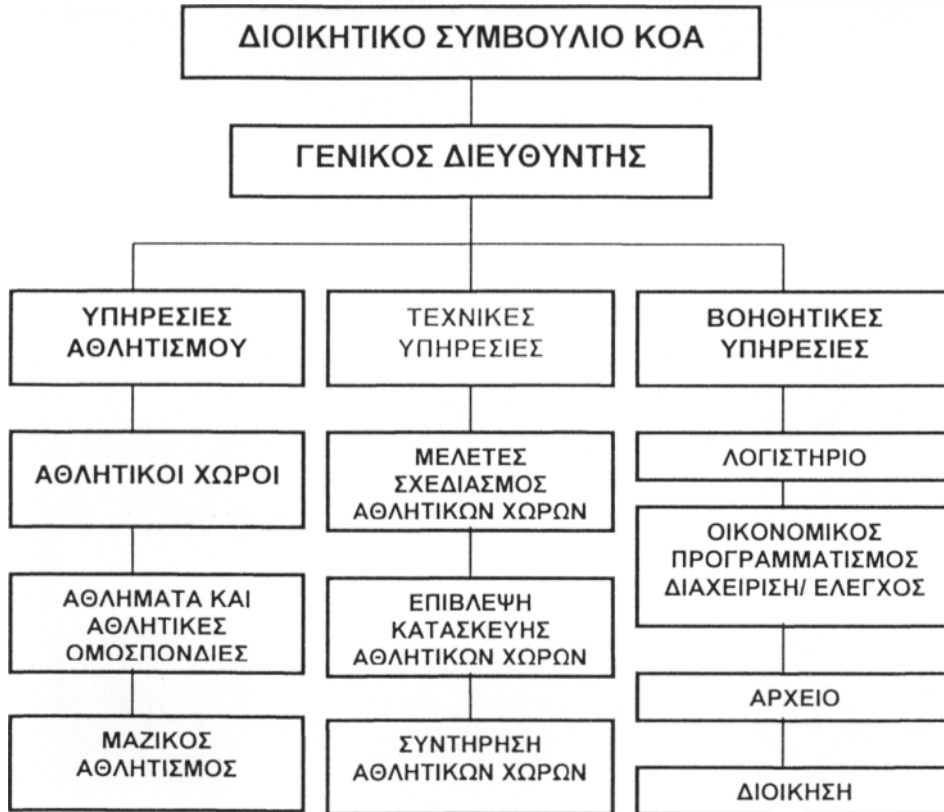 ΔΙΟΙΚΗΤΙΚΟ ΣΥΜΒΟΥΛΙΟ ΚΟΑ
ΓΕΝΙΚΟΣ ΔΙΕΥΘΥΝΤΗΣ
ΥΠΗΡΕΣΙΕΣ
ΑΘΛΗΤΙΣΜΟΥ
ΑΘΛΗΤΙΚΟΙ ΧΩΡΟΙ
ΑΘΛΗΜΑΤΑ ΚΑΙ
ΑΘΛΗΤΙΚΕΣ
ΟΜΟΣΠΟΝΔΙΕΣ
ΜΑΖΙΚΟΣ
ΑΘΛΗΤΙΣΜΟΣ
ΤΕΧΝΙΚΕΣ
ΥΠΗΡΕΣΙΕΣ
ΜΕΛΕΤΕΣ
ΣΧΕΔΙΑΣΜΟΣ
ΑΘΛΗΤΙΚΩΝ ΧΩΡΩΝ
ΕΠΙΒΛΕΨΗ
ΚΑΤΑΣΚΕΥΗΣ
ΑΘΛΗΤΙΚΩΝ ΧΩΡΩΝ
ΣΥΝΤΗΡΗΣΗ
ΑΘΛΗΤΙΚΩΝ ΧΩΡΩΝ
ΒΟΗΘΗΤΙΚΕΣ
ΥΠΗΡΕΣΙΕΣ
ΛΟΓΙΣΤΗΡΙΟ
ΟΙΚΟΝΟΜΙΚΟΣ
ΠΡΟΓΡΑΜΜΑΤΙΣΜΟΣ
ΔΙΑΧΕΙΡΙΣΗ/ ΕΛΕΓΧΟΣ
ΑΡΧΕΙΟ
ΔΙΟΙΚΗΣΗ